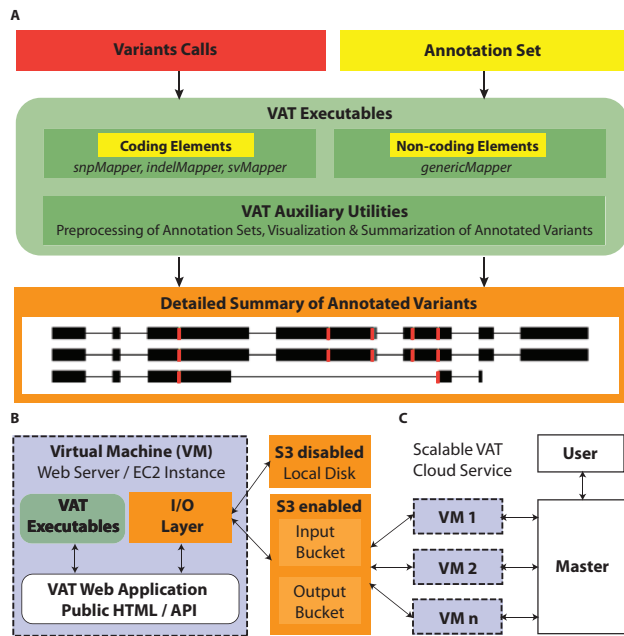 A
Variants Calls
Annotation Set
VAT Executables
Coding Elements
snpMapper, indelMapper, svMapper
Non-coding Elements
genericMapper
VAT Auxiliary Utilities
Preprocessing of Annotation Sets, Visualization & Summarization of Annotated Variants
Detailed Summary of Annotated Variants
B
Virtual Machine (VM)
Web Server / EC2 Instance
VAT
Executables
I/O
Layer
VAT Web Application
Public HTML / API
S3 disabled
Local Disk
S3 enabled
Input
Bucket
Output
Bucket
C
Scalable VAT
Cloud Service
User
VM 1
VM 2
VM n
Master